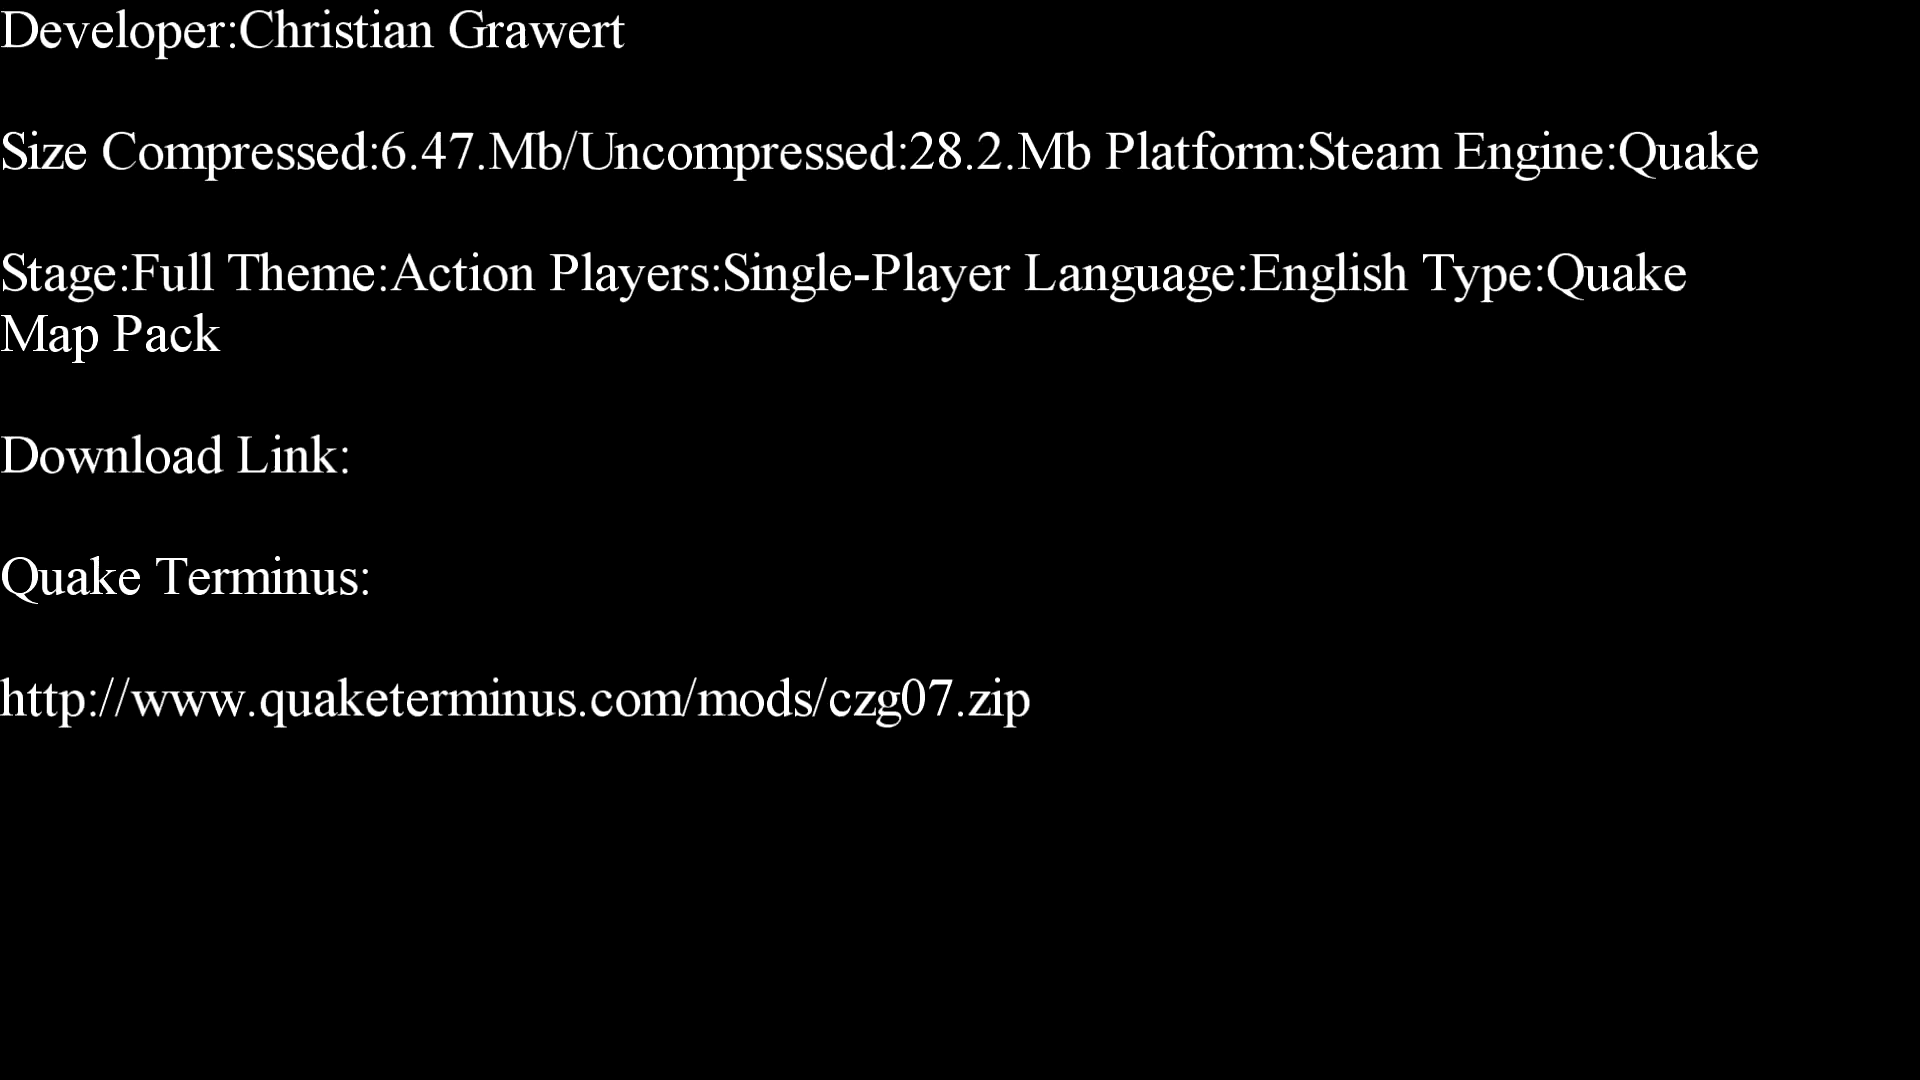 Developer:Christian Grawert
Size Compressed:6.47.Mb/Uncompressed:28.2.Mb Platform:Steam Engine:Quake
Stage:Full Theme:Action Players:Single-Player Language:English Type:Quake
Map Pack
Download Link:
Quake Terminus:
http://www.quaketerminus.com/mods/czg07.zip